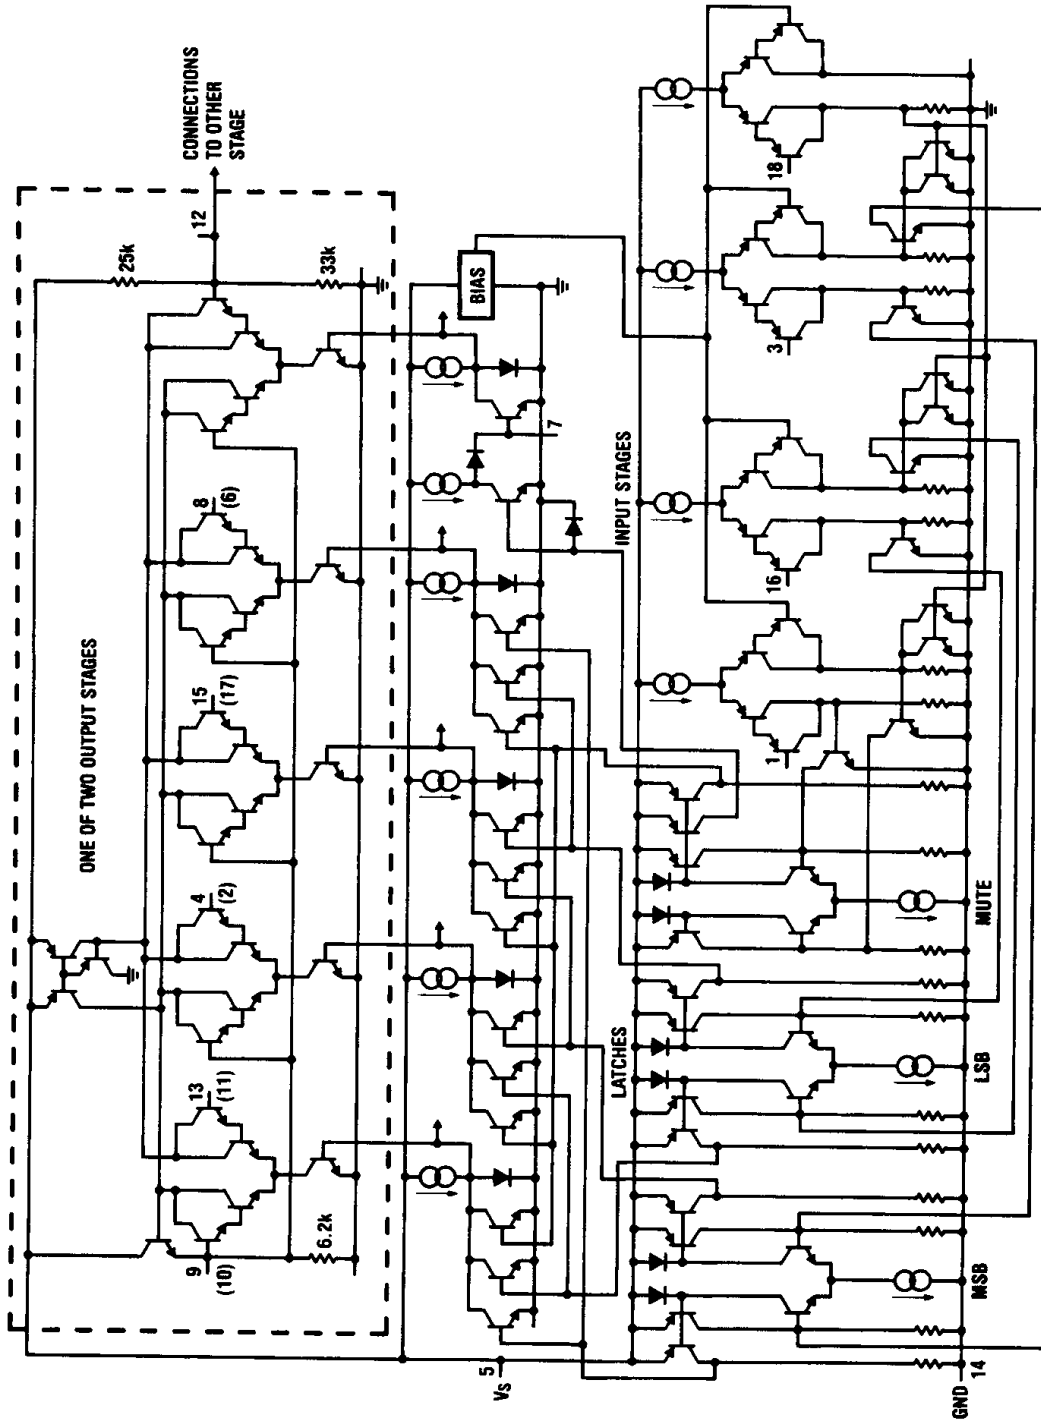 ONE OF TWO OUTPUT STAGES
CONNECTIONS
TO OTHER
STAGE
25k
12
33k
9
(10)
13
(11)
4
(2)
15
(17)
8
(6)
6.2k
BIAS
5
Vs
7
INPUT STAGES
LATCHES
1
16
3
18
MSB
LSB
MUTE
GND
14